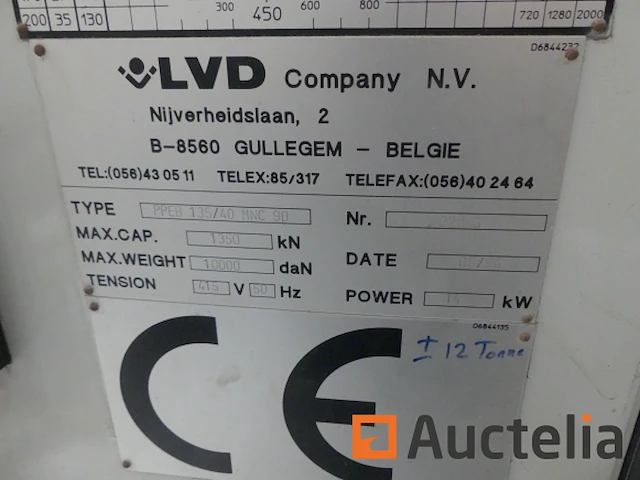 200 35 130 450 600 800 720 1280 2000
D6844232
LVD Company N.V.
Nijverheidslaan, 2
B-8560 GULLEGEM - BELGIE
TEL:(056)43 05 11 TELEX:85/317 TELEFAX:(056)40 24 64
TYPE PPEB 135/40 MNC 90 Nr.
MAX.CAP. 1350 kN
MAX.WEIGHT 10000 daN DATE
TENSION 415 V 50 Hz POWER kW
D6844135
± 12 Tonne
CE
Auctelia